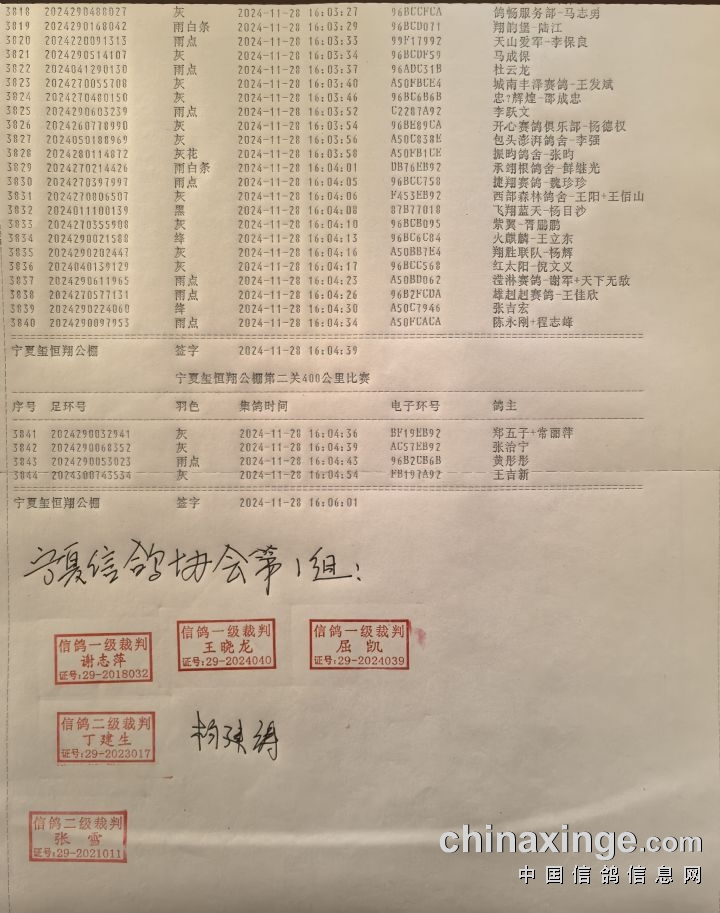 3818 2024290488027 灰 2024-11-28 16:03:27 96BCCFCA 鸽畅服务部-马志勇
3819 2024290168042 雨白条 2024-11-28 16:03:29 96BCD071 翔韵堡-陆江
3820 2024220091313 雨点 2024-11-28 16:03:33 99F17992 天山爱军-李保良
3821 2024290514107 灰 2024-11-28 16:03:34 96BCDF59 马成保
3822 2024041290130 雨点 2024-11-28 16:03:37 96ADC31B 杜云龙
3823 2024270055708 灰 2024-11-28 16:03:40 A50FBCE4 城南丰泽赛鸽-王发斌
3824 2024270480150 灰 2024-11-28 16:03:46 96BC6B6B 忠?辉煌-邵成忠
3825 2024290603239 雨点 2024-11-28 16:03:52 C2287A92 李跃文
3826 2024260778990 灰 2024-11-28 16:03:54 96BE89CA 开心赛鸽俱乐部-杨德权
3827 2024050188969 灰 2024-11-28 16:03:55 A50C838E 包头澎湃鸽舍-李强
3828 2024280114872 灰花 2024-11-28 16:03:58 A50FB1CE 振昀鸽舍-张昀
3829 2024270214426 雨白条 2024-11-28 16:04:01 DB76EB92 承翊根鸽舍-鲜继光
3830 2024270397997 雨点 2024-11-28 16:04:05 96BCC758 捷翔赛鸽-魏珍珍
3831 2024270806507 灰 2024-11-28 16:04:06 F453EB92 西部森林鸽舍-王阳+王佰山
3832 2024011100139 黑 2024-11-28 16:04:08 87B77018 飞翔蓝天-杨目沙
3833 2024270355908 灰 2024-11-28 16:04:10 96BCB095 紫翼-胥鹏鹏
3834 2024290021588 绛 2024-11-28 16:04:13 96BC6C84 火麒麟-王立东
3835 2024290202447 灰 2024-11-28 16:04:16 A50BB7E4 翔胜联队-杨辉
3836 2024040139129 灰 2024-11-28 16:04:17 96BCC568 红太阳-倪文义
3837 2024290611965 雨点 2024-11-28 16:04:23 A50BD062 滢淋赛鸽-谢军+天下无敌
3838 2024270577131 雨点 2024-11-28 16:04:26 96B2FCDA 雄赳赳赛鸽-王佳欣
3839 2024290224060 绛 2024-11-28 16:04:30 A50C7946 张吉宏
3840 2024290097953 雨点 2024-11-28 16:04:34 A50FCACA 陈永刚+程志峰
宁夏玺恒翔公棚 签字 2024-11-28 16:04:39
宁夏玺恒翔公棚第二关400公里比赛
序号 足环号 羽色 集鸽时间 电子环号 鸽主
3841 2024290032941 灰 2024-11-28 16:04:36 BF19EB92 郑五子+常丽萍
3842 2024290068352 灰 2024-11-28 16:04:39 AC57EB92 张治宁
3843 2024290053023 雨点 2024-11-28 16:04:43 96B2CB6B 黄彤彤
3844 2024300743534 灰 2024-11-28 16:04:54 FB197A92 王吉新
宁夏玺恒翔公棚 签字 2024-11-28 16:06:01
宁夏信鸽协会第1组:
信鸽一级裁判 信鸽一级裁判 信鸽一级裁判
谢志萍 王晓龙 屈凯
证号:29-2018032 证号:29-2024040 证号:29-2024039
信鸽二级裁判
丁建生
证号:29-2023017
信鸽二级裁判
张雪
证号:29-2021011
chinaxinge.com
中国信鸽信息网